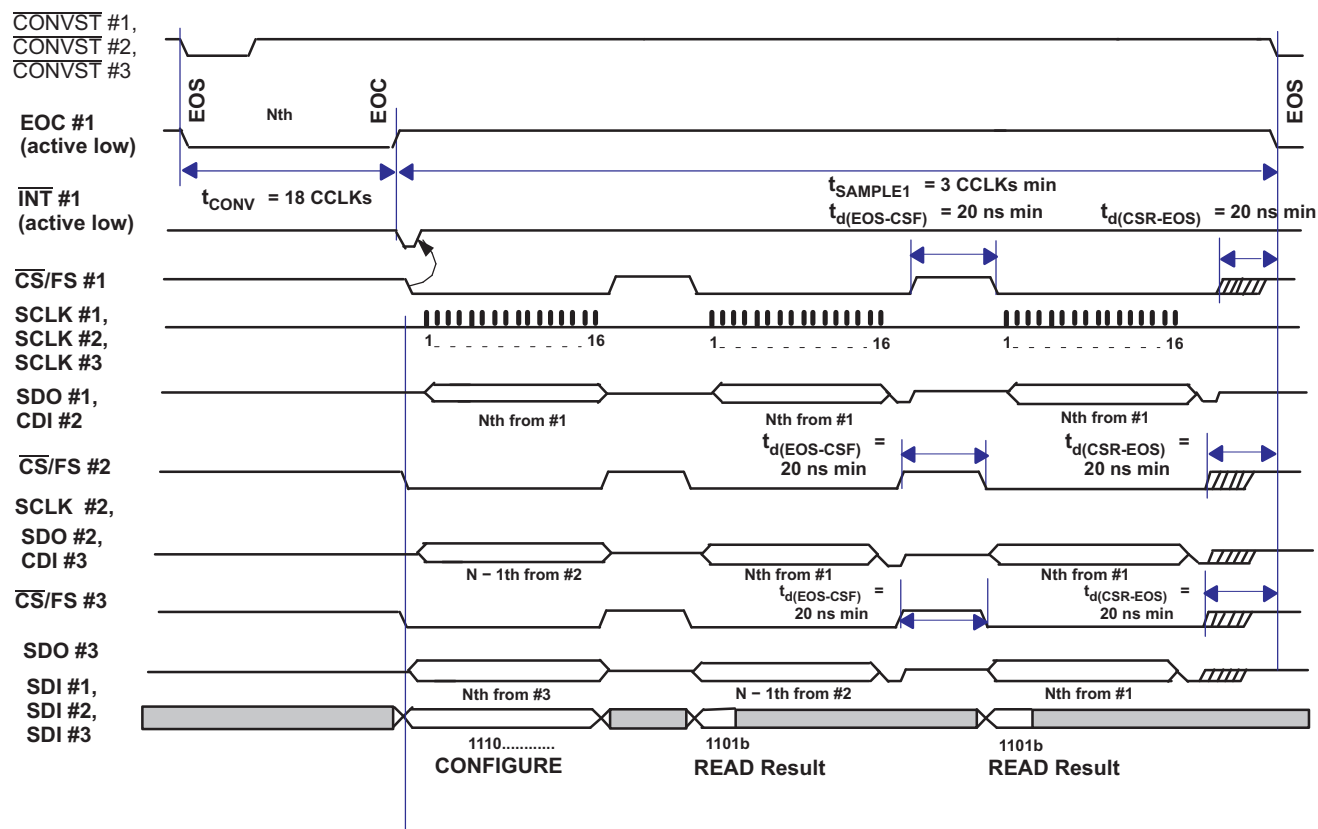 CONVST #1,
CONVST #2,
CONVST #3
EOS
Nth
EOC
EOS
EOC #1
(active low)
tCONV = 18 CCLKs
tSAMPLE1 = 3 CCLKs min
INT #1
(active low)
td(EOS-CSF) = 20 ns min
td(CSR-EOS) = 20 ns min
CS/FS #1
SCLK #1,
SCLK #2,
SCLK #3
1_ _ _ _ _ _ _ _ _ _ _ _ _ 16
1_ _ _ _ _ _ _ _ _ _ _ _ _ 16
1_ _ _ _ _ _ _ _ _ _ _ _ _ 16
SDO #1,
CDI #2
Nth from #1
Nth from #1
Nth from #1
td(EOS-CSF) =
20 ns min
td(CSR-EOS) =
20 ns min
CS/FS #2
SCLK #2,
SDO #2,
CDI #3
N − 1th from #2
Nth from #1
Nth from #1
td(EOS-CSF) =
20 ns min
td(CSR-EOS) =
20 ns min
CS/FS #3
SDO #3
Nth from #3
N − 1th from #2
Nth from #1
SDI #1,
SDI #2,
SDI #3
1110............
CONFIGURE
1101b
READ Result
1101b
READ Result